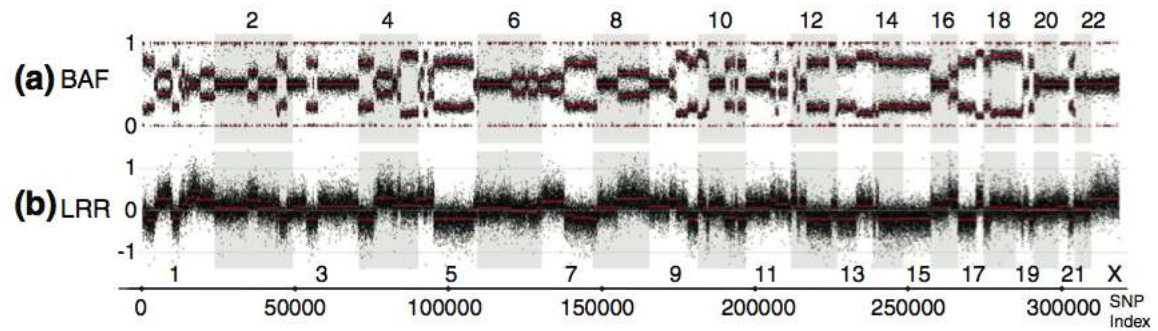 2 4 6 8 10 12 14 16 18 20 22
1
(a) BAF
0
1
(b) LRR 0
-1
1 3 5 7 9 11 13 15 17 19 21 X
0 50000 100000 150000 200000 250000 300000 SNP
Index